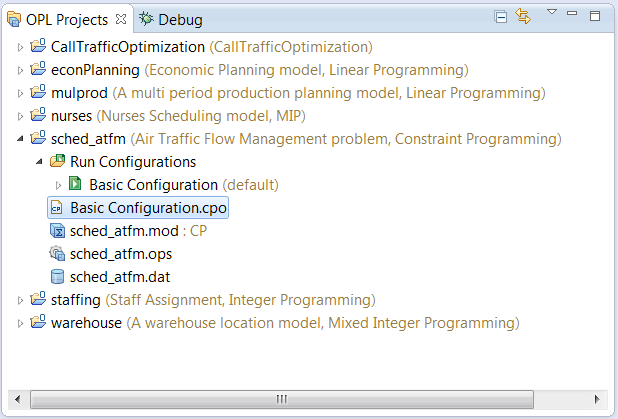 OPL Projects Debug
CallTrafficOptimization (CallTrafficOptimization)
econPlanning (Economic Planning model, Linear Programming)
mulprod (A multi period production planning model, Linear Programming)
nurses (Nurses Scheduling model, MIP)
sched_atfm (Air Traffic Flow Management problem, Constraint Programming)
Run Configurations
Basic Configuration (default)
CP Basic Configuration.cpo
sched_atfm.mod : CP
sched_atfm.ops
sched_atfm.dat
staffing (Staff Assignment, Integer Programming)
warehouse (A warehouse location model, Mixed Integer Programming)